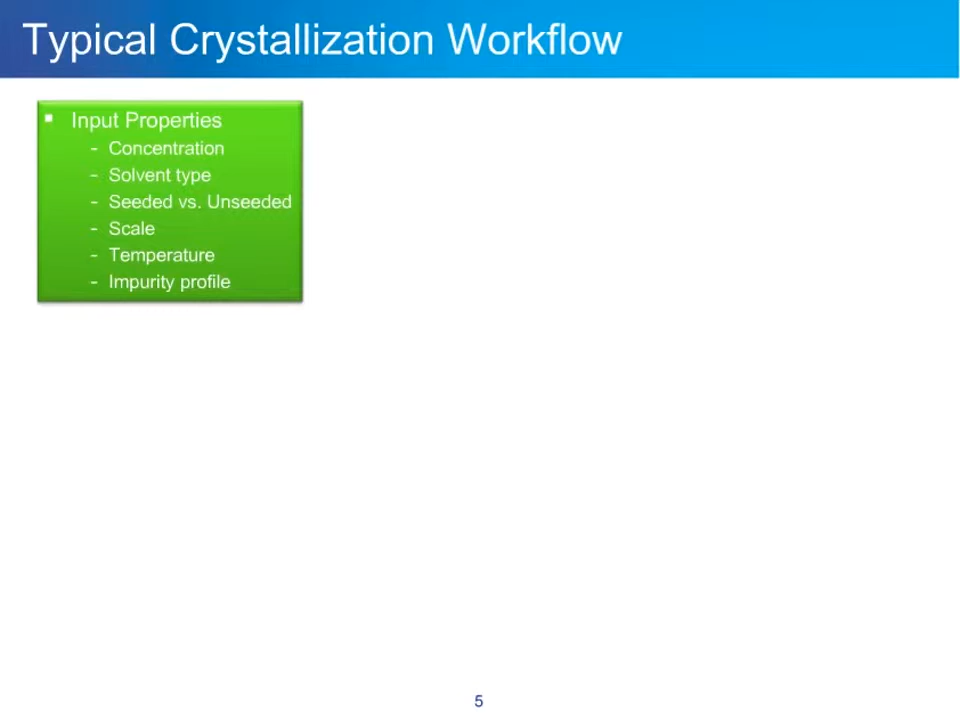 Typical Crystallization Workflow
▪ Input Properties
- Concentration
- Solvent type
- Seeded vs. Unseeded
- Scale
- Temperature
- Impurity profile
5